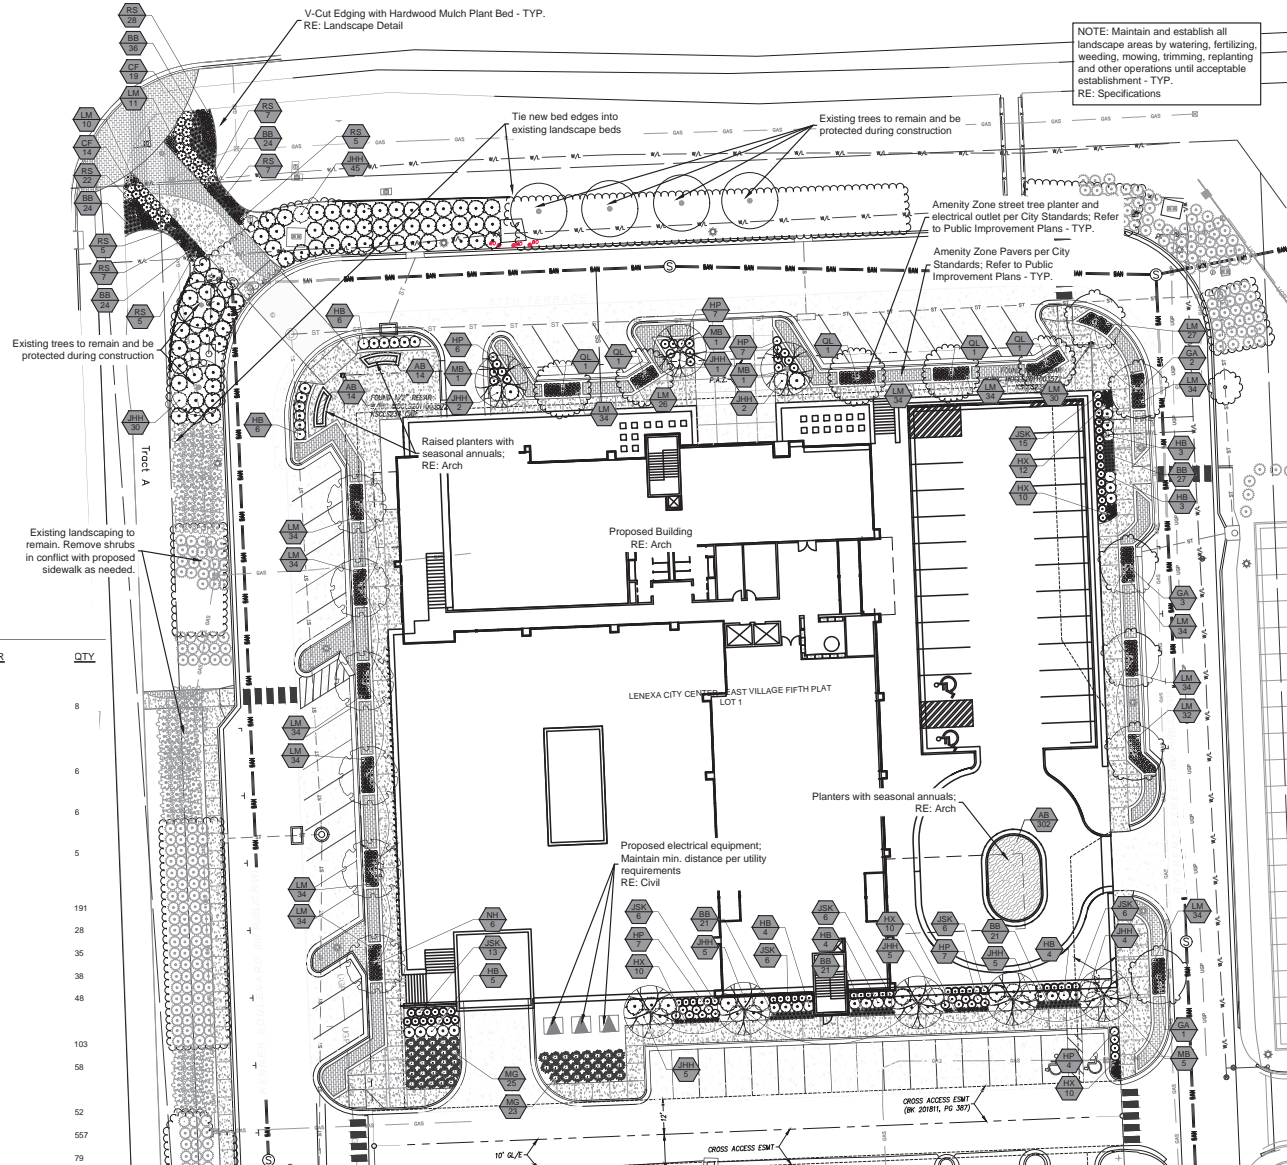 RS
28
BB
36
CF
19
LM
11
V-Cut Edging with Hardwood Mulch Plant Bed - TYP.
RE: Landscape Detail
NOTE: Maintain and establish all
landscape areas by watering, fertilizing,
weeding, mowing, trimming, replanting
and other operations until acceptable
establishment - TYP.
RE: Specifications
LM
10
CF
14
RS
22
BB
24
RS
7
BB
24
RS
7
RS
5
JHH
45
Tie new bed edges into
existing landscape beds
Existing trees to remain and be
protected during construction
Amenity Zone street tree planter and
electrical outlet per City Standards; Refer
to Public Improvement Plans - TYP.
Amenity Zone Pavers per City
Standards; Refer to Public
Improvement Plans - TYP.
RS
5
RS
7
BB
24
RS
5
Existing trees to remain and be
protected during construction
JHH
30
Tract A
HB
6
HB
6
AB
14
AB
14
HP
6
MB
1
JHH
2
QL
1
QL
1
LM
34
LM
26
HP
7
MB
1
JHH
1
HP
7
MB
1
JHH
2
QL
1
LM
34
QL
1
LM
34
QL
1
LM
30
LM
27
GA
2
LM
34
Raised planters with
seasonal annuals;
RE: Arch
JSK
15
HX
12
HX
10
HB
3
BB
27
HB
3
Existing landscaping to
remain. Remove shrubs
in conflict with proposed
sidewalk as needed.
LM
34
LM
34
Proposed Building
RE: Arch
GA
3
LM
34
LM
34
LM
32
QTY
8
6
6
5
191
28
35
38
48
103
58
52
557
79
LM
34
LM
34
LENEXA CITY CENTER EAST VILLAGE FIFTH PLAT
LOT 1
Planters with seasonal annuals;
RE: Arch
AB
302
Proposed electrical equipment;
Maintain min. distance per utility
requirements
RE: Civil
LM
34
LM
34
NH
6
JSK
13
HB
5
JSK
6
HP
7
HX
10
BB
21
JHH
5
HB
4
JSK
6
JSK
6
HB
4
BB
21
HX
10
JHH
5
JSK
6
HP
7
BB
21
JHH
5
HB
4
JSK
6
JHH
4
LM
34
GA
1
MB
5
HP
4
HX
10
JHH
5
MG
25
MG
23
CROSS ACCESS ESMT
(BK 201811, PG 387)
12'
CROSS ACCESS ESMT
10' GL/E